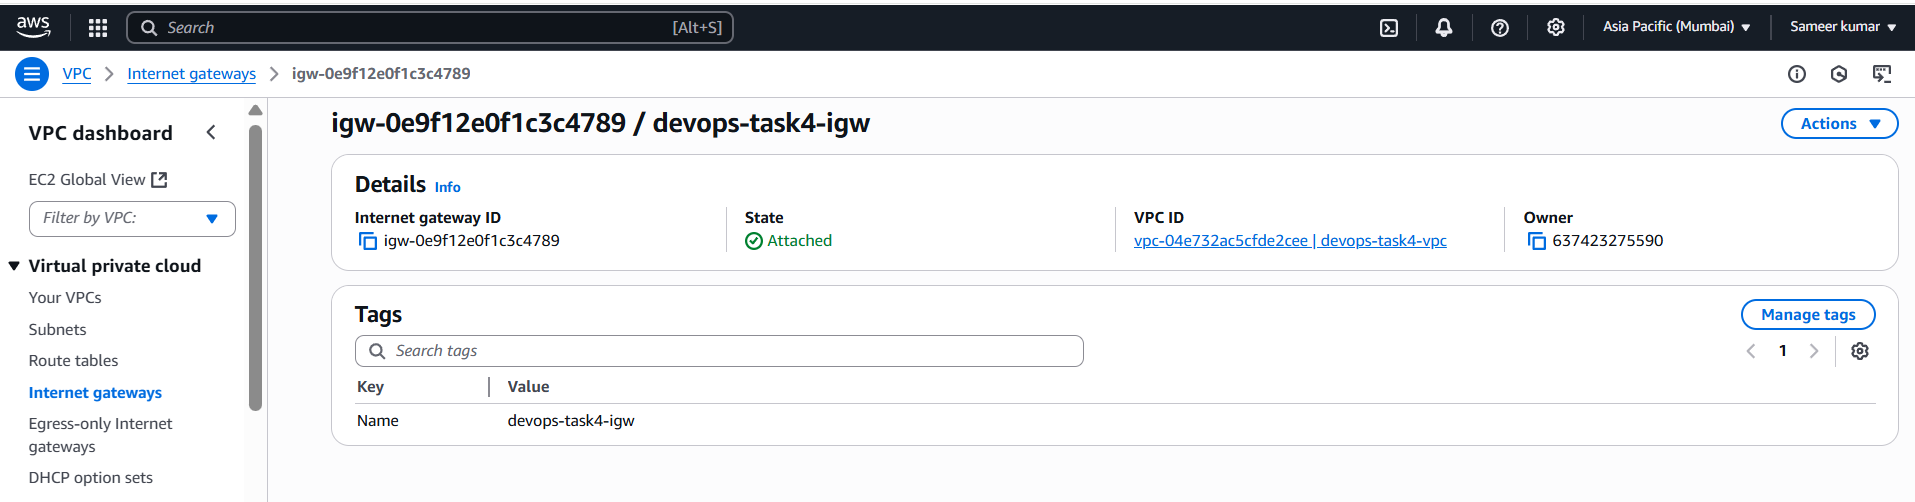 aws
Search [Alt+S] Asia Pacific (Mumbai) Sameer kumar
VPC Internet gateways igw-0e9f12e0f1c3c4789
VPC dashboard
EC2 Global View
Filter by VPC:
Virtual private cloud
Your VPCs
Subnets
Route tables
Internet gateways
Egress-only Internet
gateways
DHCP option sets
igw-0e9f12e0f1c3c4789 / devops-task4-igw
Actions
Details Info
Internet gateway ID
igw-0e9f12e0f1c3c4789
State
Attached
VPC ID
vpc-04e732ac5cfde2cee | devops-task4-vpc
Owner
637423275590
Tags
Manage tags
Search tags
1
Key Value
Name devops-task4-igw